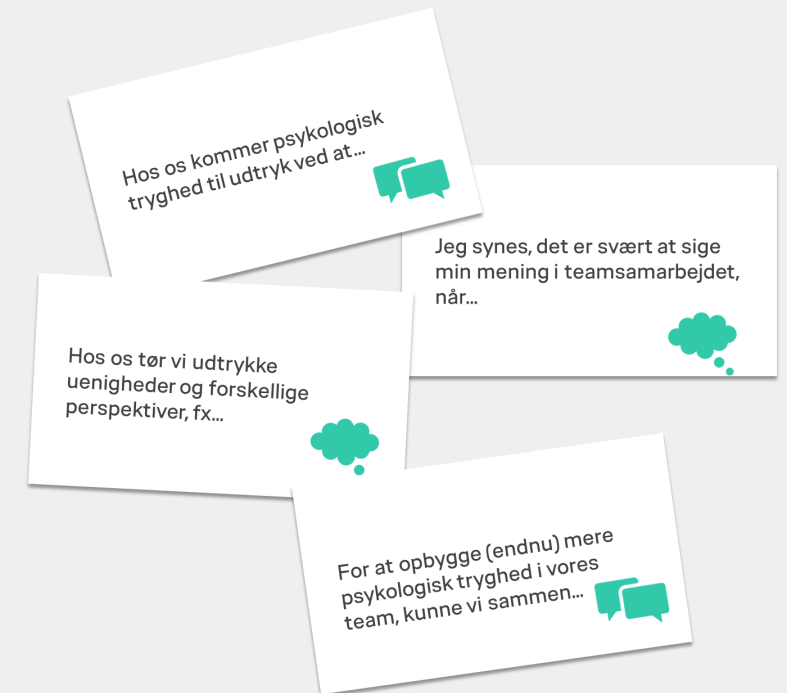 Hos os kommer psykologisk
tryghed til udtryk ved at...
Jeg synes, det er svært at sige
min mening i teamsamarbejdet,
når...
Hos os tør vi udtrykke
uenigheder og forskellige
perspektiver, fx...
For at opbygge (endnu) mere
psykologisk tryghed i vores
team, kunne vi sammen...